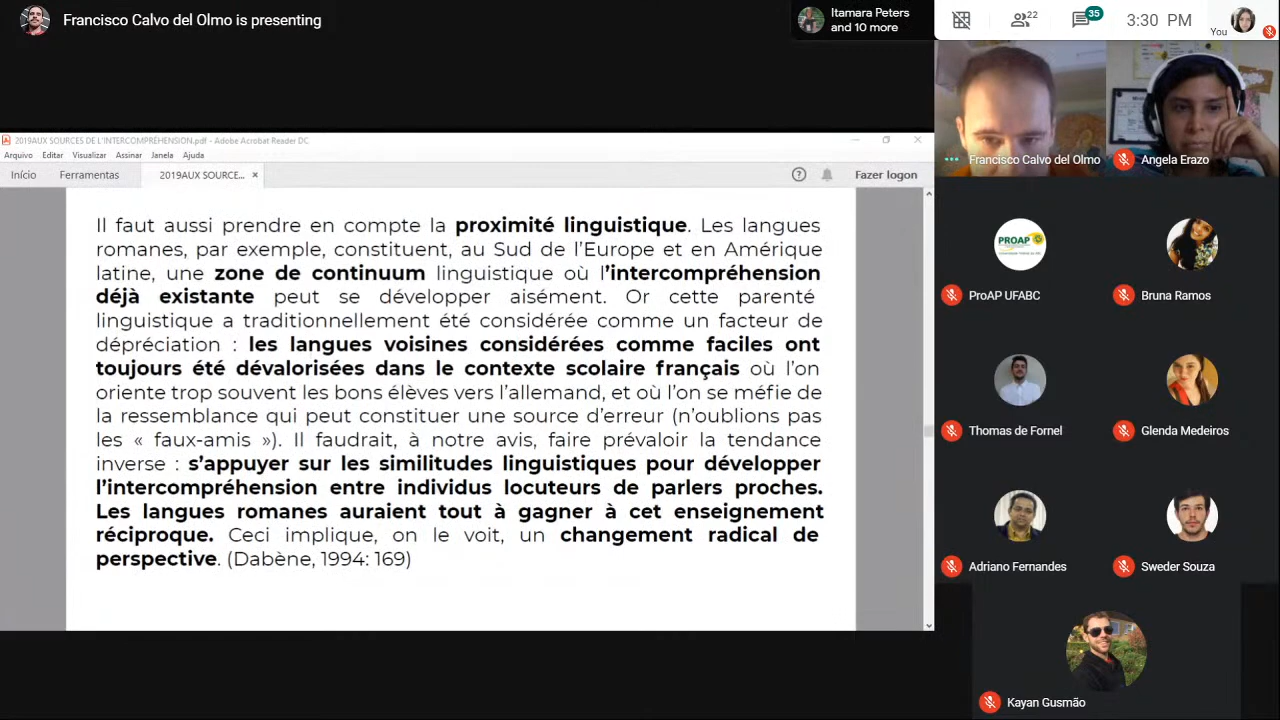 Francisco Calvo del Olmo is presenting
Itamara Peters
and 10 more
22
35
3:30 PM
You
2019AUX SOURCES DE L'INTERCOMPRÉHENSION.pdf - Adobe Acrobat Reader DC
Arquivo Editar Visualizar Assinar Janela Ajuda
Início Ferramentas 2019AUX SOURCE... × Fazer logon
Il faut aussi prendre en compte la proximité linguistique. Les langues
romanes, par exemple, constituent, au Sud de l'Europe et en Amérique
latine, une zone de continuum linguistique où l'intercompréhension
déjà existante peut se développer aisément. Or cette parenté
linguistique a traditionnellement été considérée comme un facteur de
dépréciation : les langues voisines considérées comme faciles ont
toujours été dévalorisées dans le contexte scolaire français où l'on
oriente trop souvent les bons élèves vers l'allemand, et où l'on se méfie de
la ressemblance qui peut constituer une source d'erreur (n'oublions pas
les « faux-amis »). Il faudrait, à notre avis, faire prévaloir la tendance
inverse : s'appuyer sur les similitudes linguistiques pour développer
l'intercompréhension entre individus locuteurs de parlers proches.
Les langues romanes auraient tout à gagner à cet enseignement
réciproque. Ceci implique, on le voit, un changement radical de
perspective. (Dabène, 1994: 169)
Francisco Calvo del Olmo
Angela Erazo
PROAP
ProAP UFABC
Bruna Ramos
Thomas de Fornel
Glenda Medeiros
Adriano Fernandes
Sweder Souza
Kayan Gusmão